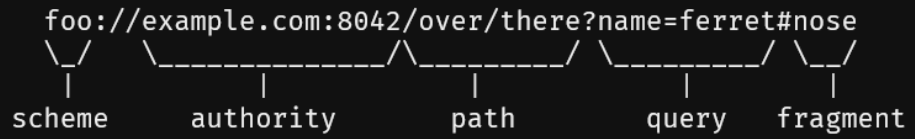 foo://example.com:8042/over/there?name=ferret#nose
\_/   \______________/\_________/ \_________/ \__/
 |           |            |            |        |
scheme     authority       path        query   fragment